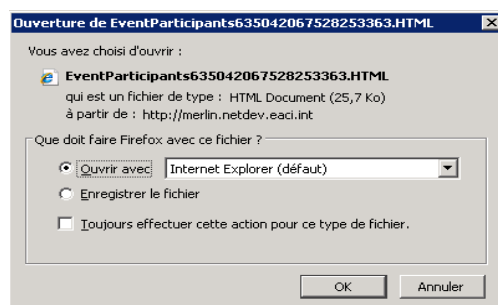 Ouverture de EventParticipants635042067528253363.HTML
Vous avez choisi d'ouvrir :
EventParticipants635042067528253363.HTML
qui est un fichier de type : HTML Document (25,7 Ko)
à partir de : http://merlin.netdev.eaci.int
Que doit faire Firefox avec ce fichier ?
Ouvrir avec Internet Explorer (défaut)
Enregistrer le fichier
Toujours effectuer cette action pour ce type de fichier.
OK Annuler